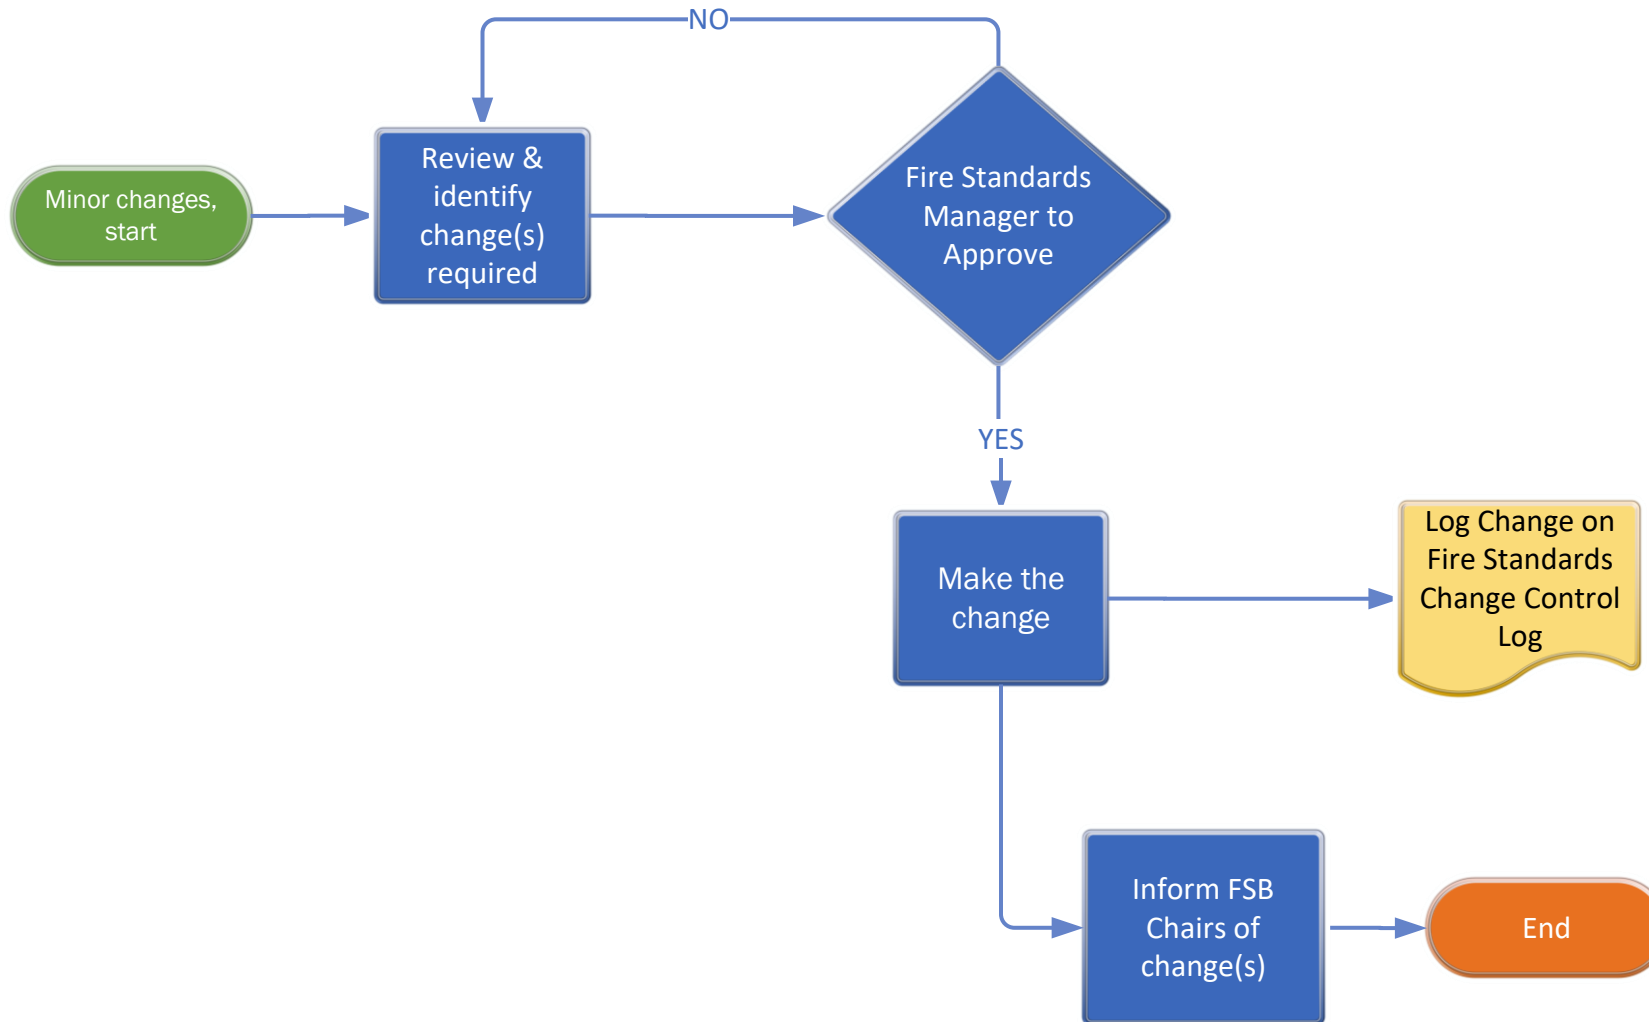 NO
Minor changes,
start
Review &
identify
change(s)
required
Fire Standards
Manager to
Approve
YES
Make the
change
Log Change on
Fire Standards
Change Control
Log
Inform FSB
Chairs of
change(s)
End